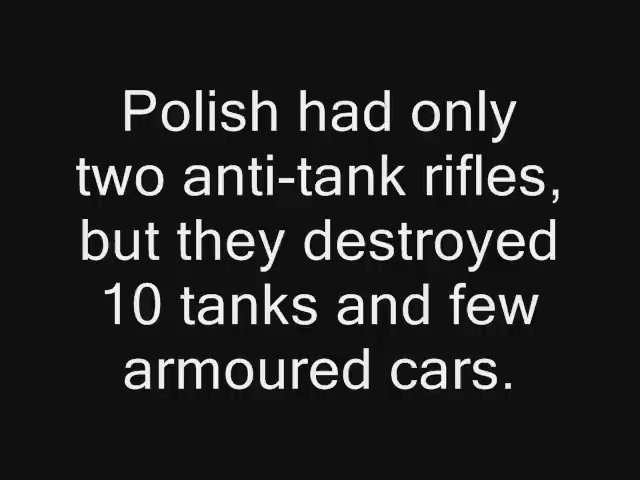 Polish had only
two anti-tank rifles,
but they destroyed
10 tanks and few
armoured cars.